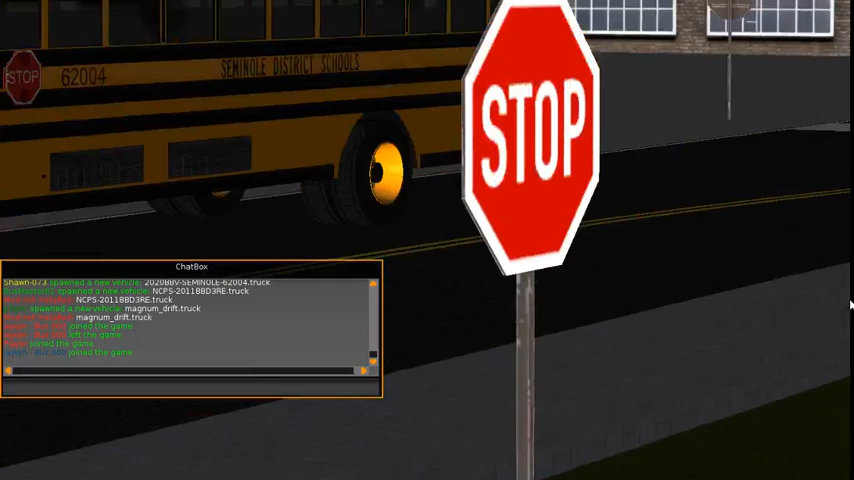 SEMINOLE DISTRICT SCHOOLS
STOP
62004
STOP
ChatBox
Shawn-073 spawned a new vehicle: 2020BBV-SEMINOLE-62004.truck
spawned a new vehicle: NCPS-2011BBD3RE.truck
NCPS-2011BBD3RE.truck
spawned a new vehicle: magnum_drift.truck
magnum_drift.truck
joined the game
left the game
Player joined the game
joined the game